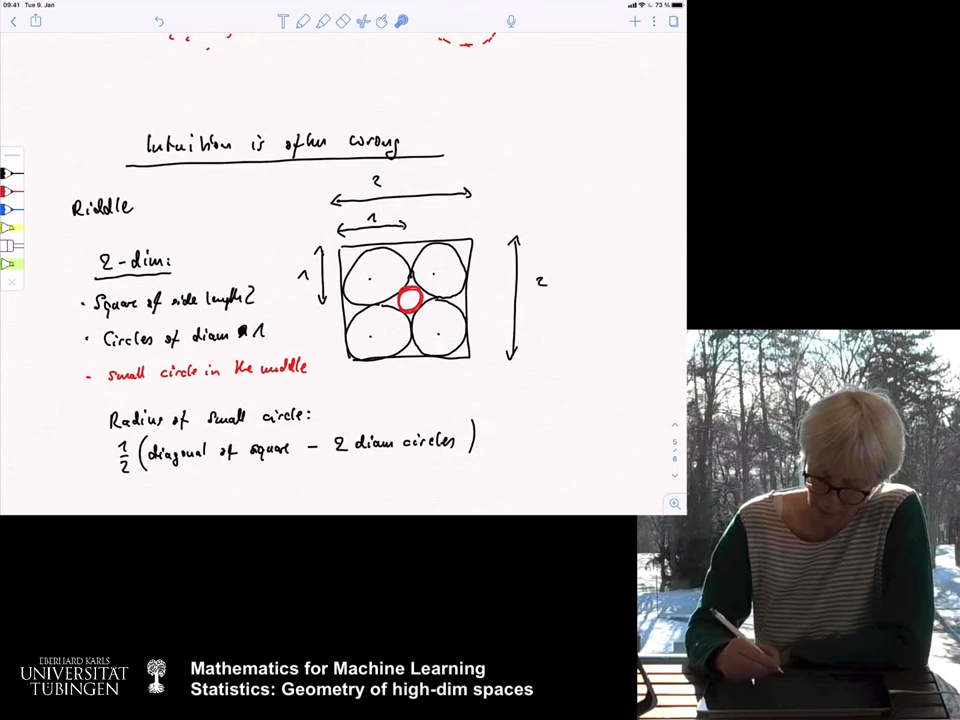 09:41 Tue 9. Jan
73 %
Intuition is often wrong
2
Riddle
1
2-dim:
1
2
• Square of side length 2
• Circles of diam 1
- small circle in the middle
Radius of small circle:
1/2 (diagonal of square - 2 diam circles)
5
6
EBERHARD KARLS
UNIVERSITÄT
TÜBINGEN
Mathematics for Machine Learning
Statistics: Geometry of high-dim spaces